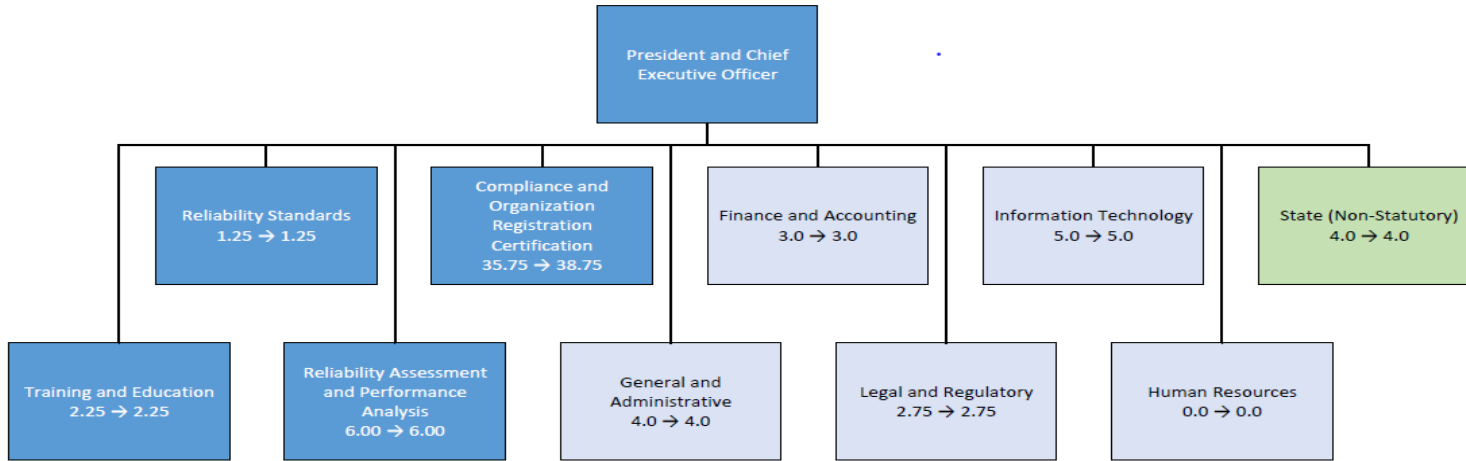 President and Chief
Executive Officer
Reliability Standards
1.25 → 1.25
Compliance and
Organization
Registration
Certification
35.75 → 38.75
Finance and Accounting
3.0 → 3.0
Information Technology
5.0 → 5.0
State (Non-Statutory)
4.0 → 4.0
Training and Education
2.25 → 2.25
Reliability Assessment
and Performance
Analysis
6.00 → 6.00
General and
Administrative
4.0 → 4.0
Legal and Regulatory
2.75 → 2.75
Human Resources
0.0 → 0.0